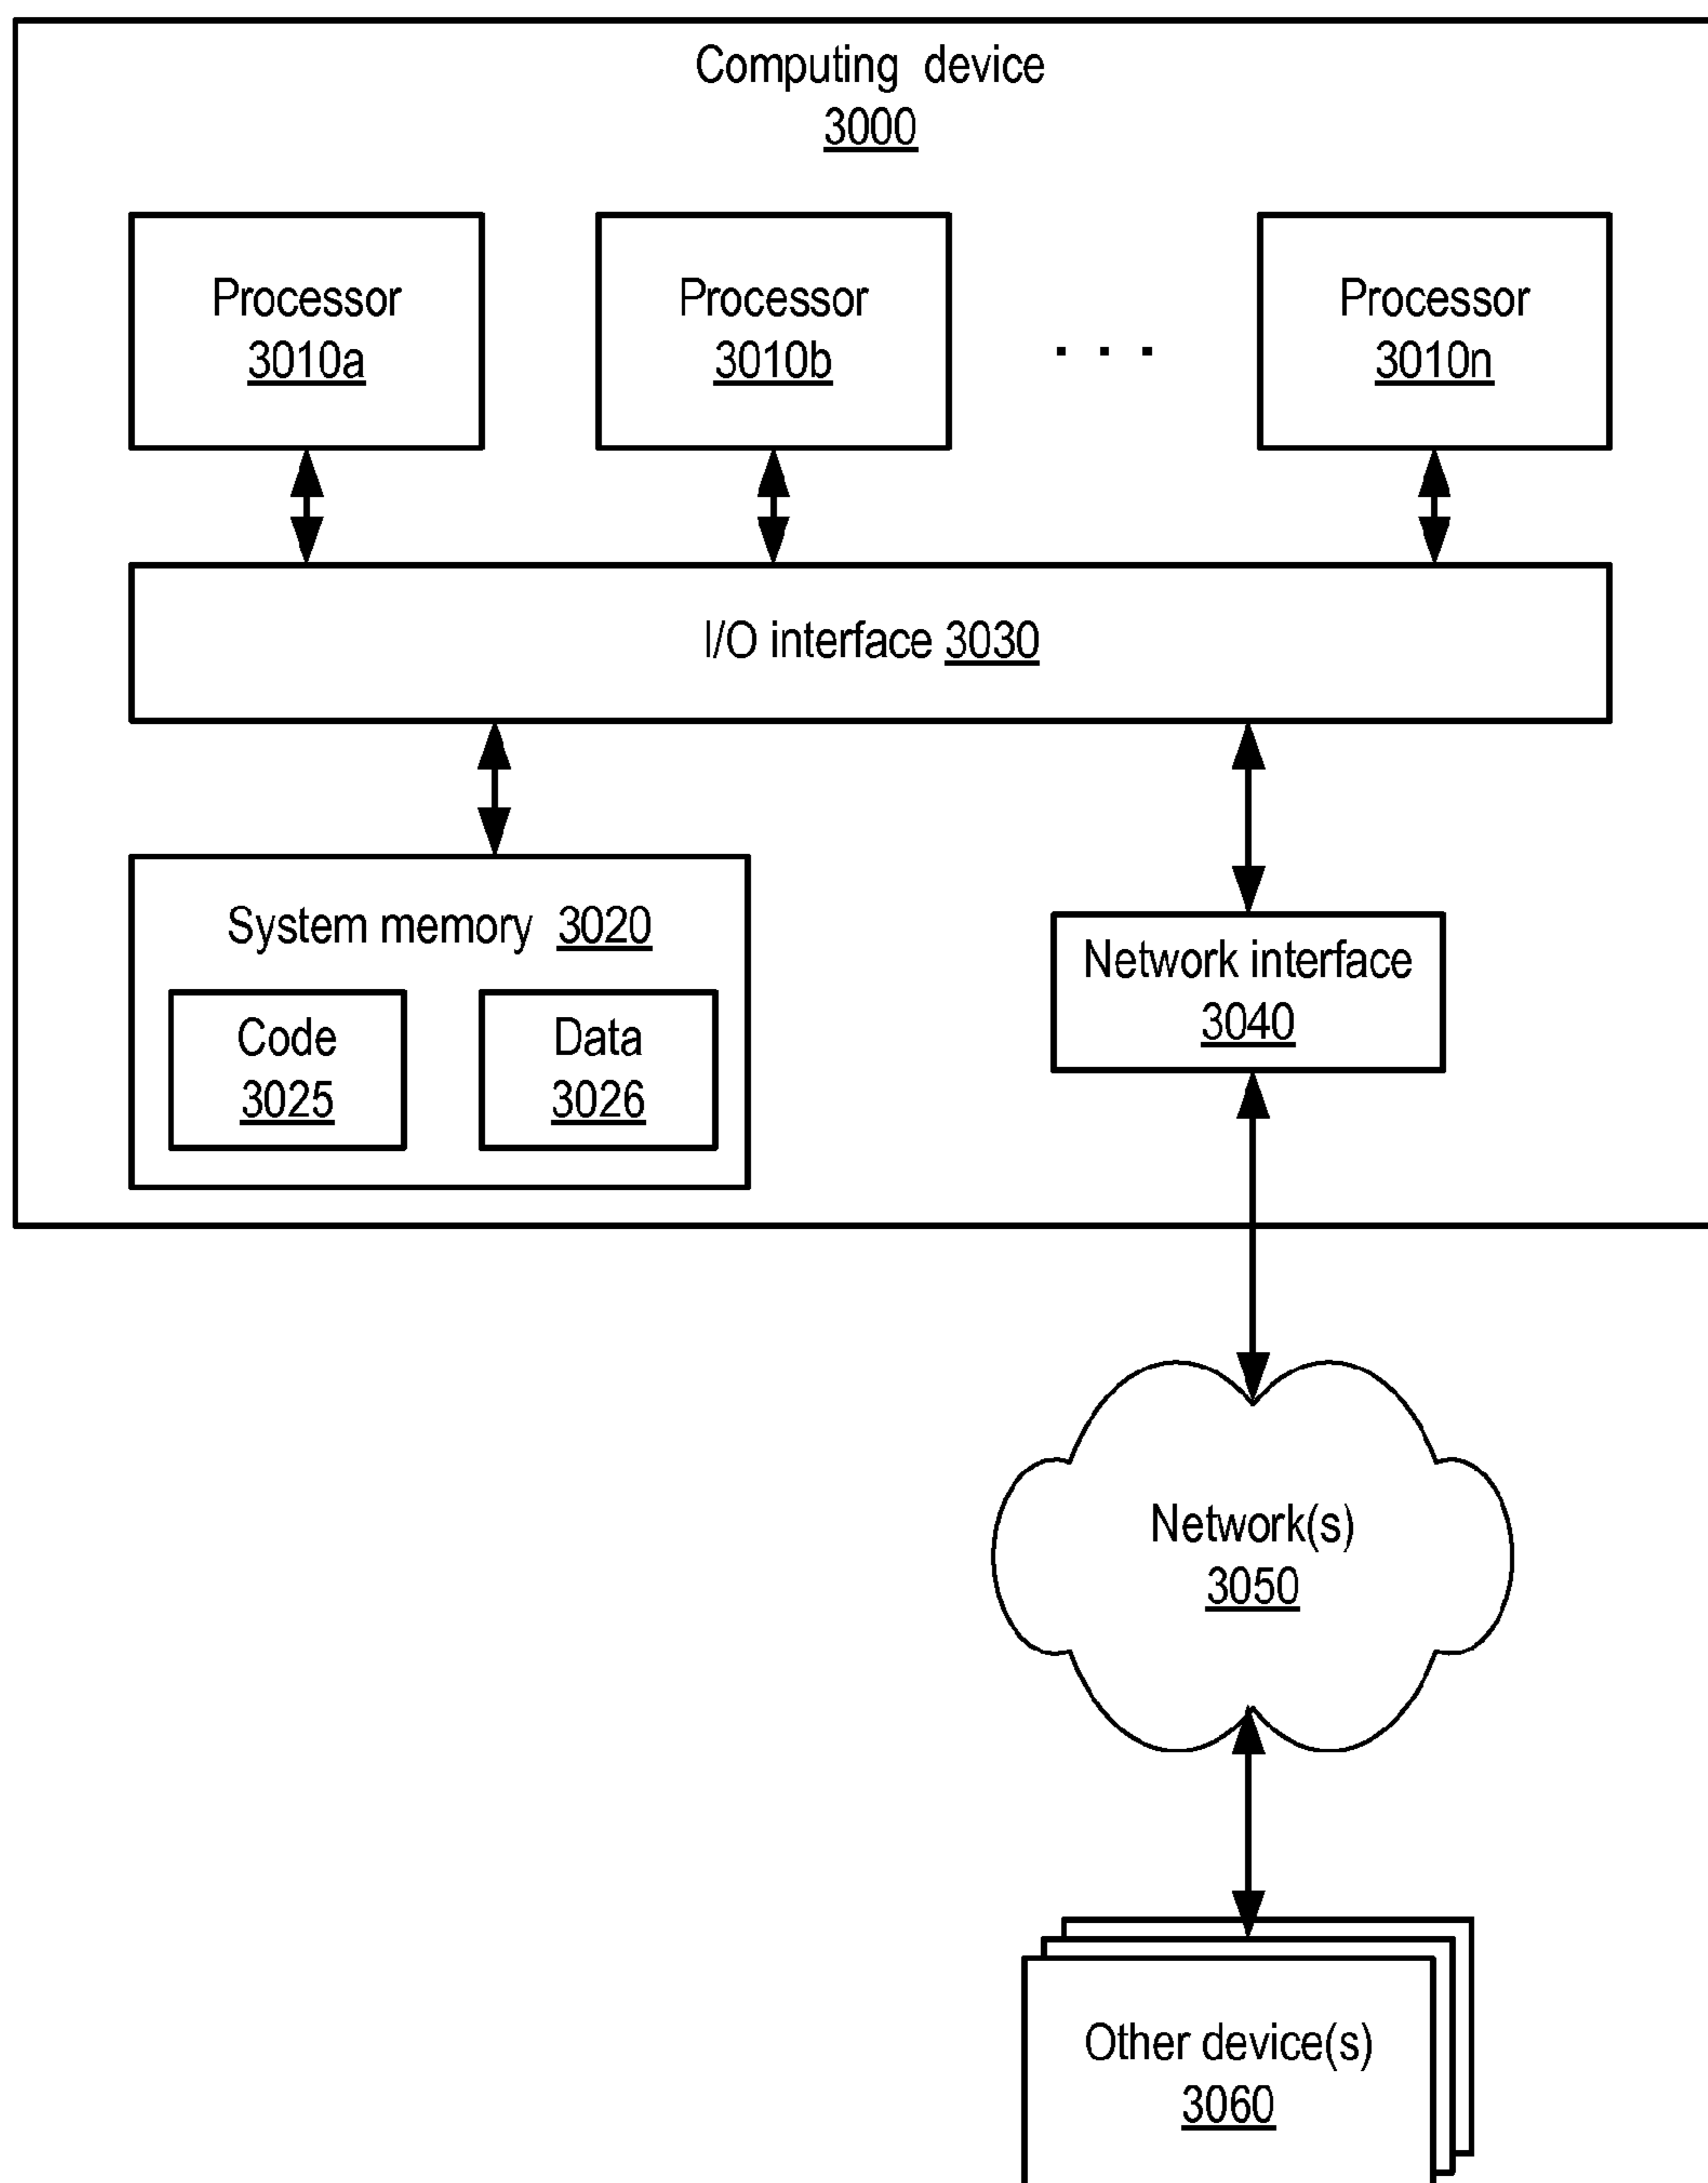 Computing device
3000
Processor
3010a
Processor
3010b
. . .
Processor
3010n
I/O interface 3030
System memory 3020
Code
3025
Data
3026
Network interface
3040
Network(s)
3050
Other device(s)
3060